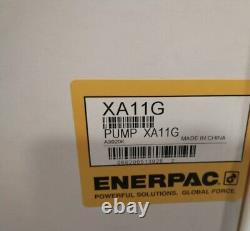 XA11G
PUMP XA11G
MADE IN CHINA
ENERPAC
POWERFUL SOLUTIONS. GLOBAL FORCE.